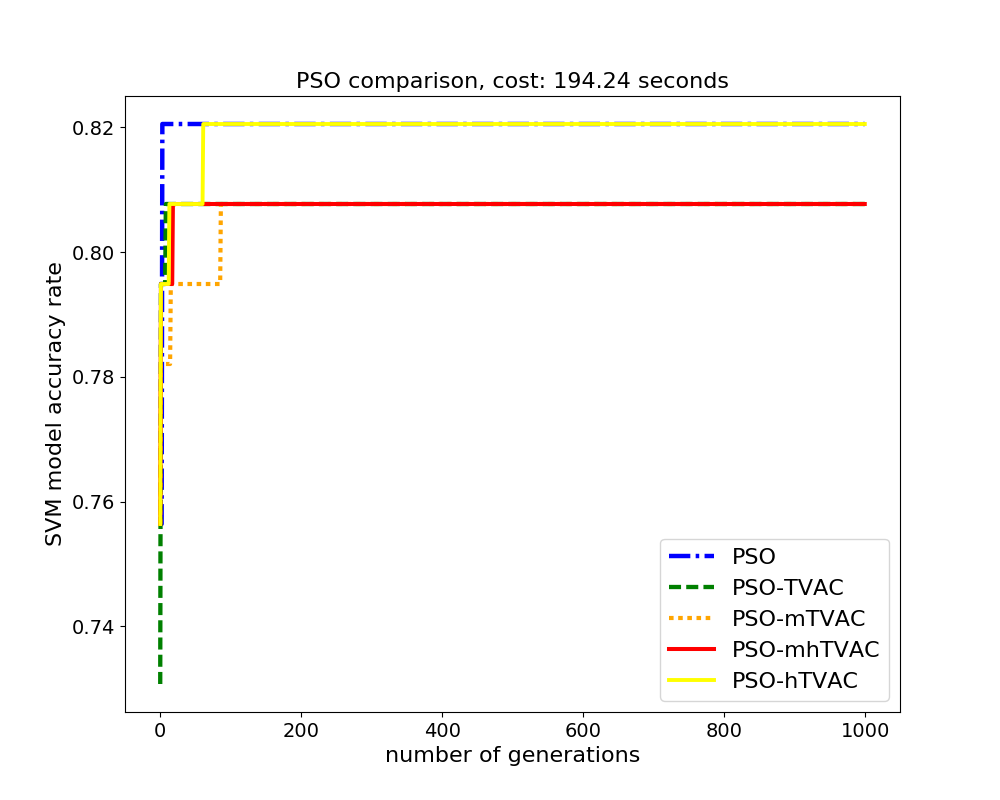 PSO comparison, cost: 194.24 seconds
0.82
0.80
0.78
0.76
0.74
SVM model accuracy rate
0 200 400 600 800 1000
number of generations
PSO
PSO-TVAC
PSO-mTVAC
PSO-mhTVAC
PSO-hTVAC